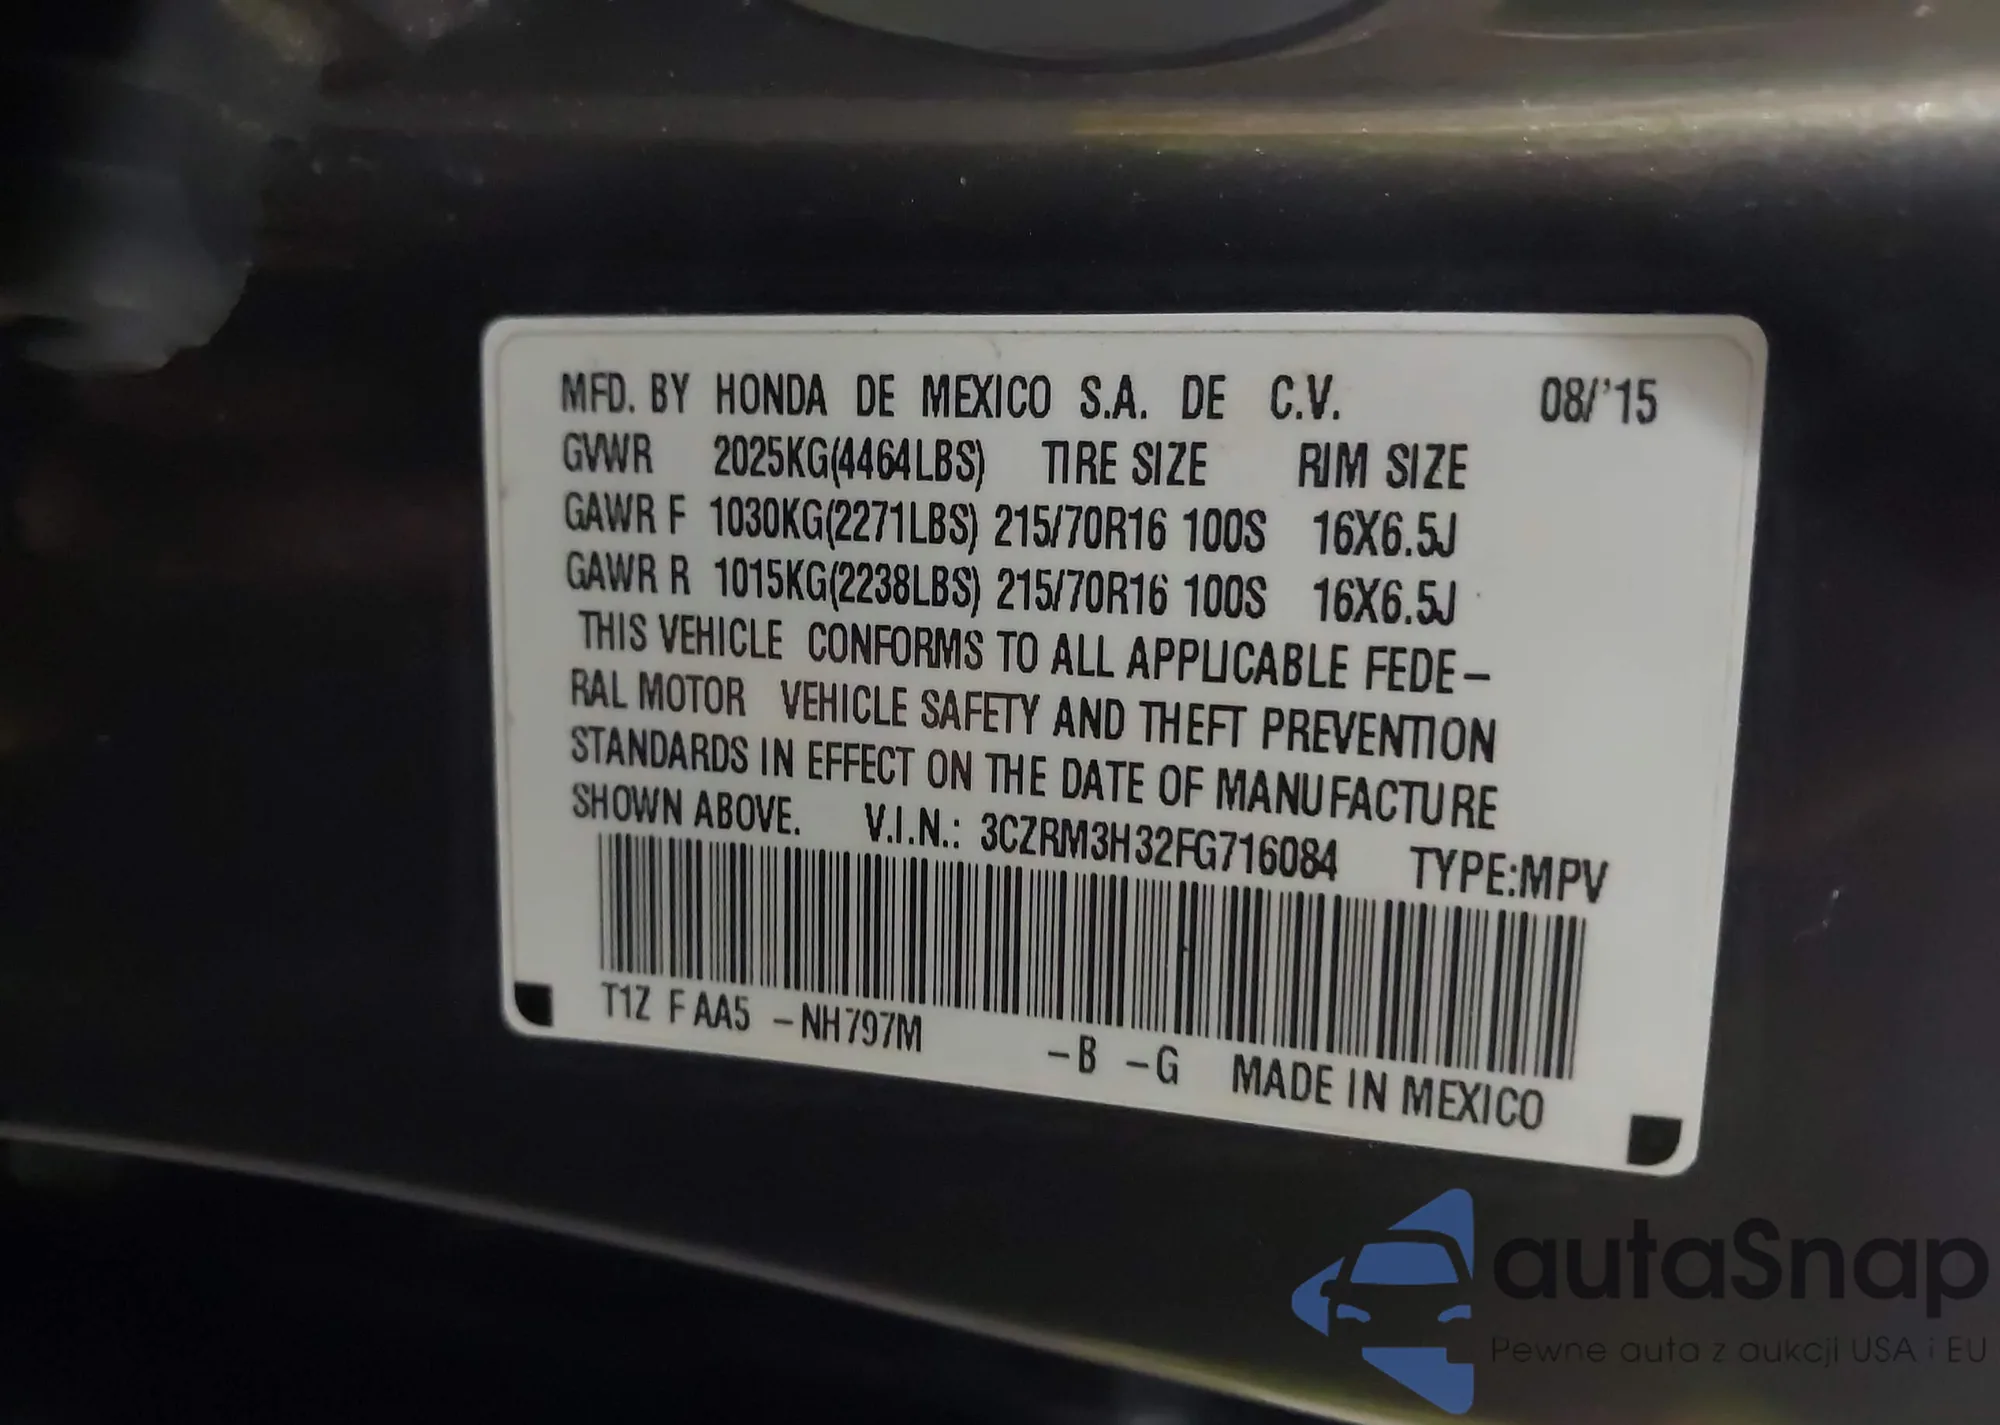 MFD. BY HONDA DE MEXICO S.A. DE C.V. 08/'15
GVWR 2025KG(4464LBS) TIRE SIZE RIM SIZE
GAWR F 1030KG(2271LBS) 215/70R16 100S 16X6.5J
GAWR R 1015KG(2238LBS) 215/70R16 100S 16X6.5J
THIS VEHICLE CONFORMS TO ALL APPLICABLE FEDE-
RAL MOTOR VEHICLE SAFETY AND THEFT PREVENTION
STANDARDS IN EFFECT ON THE DATE OF MANUFACTURE
SHOWN ABOVE. V.I.N.: 3CZRM3H32FG716084 TYPE:MPV
T1Z FAA5 -NH797M -B -G MADE IN MEXICO
autaSnap
Pewne auta z aukcji USA i EU